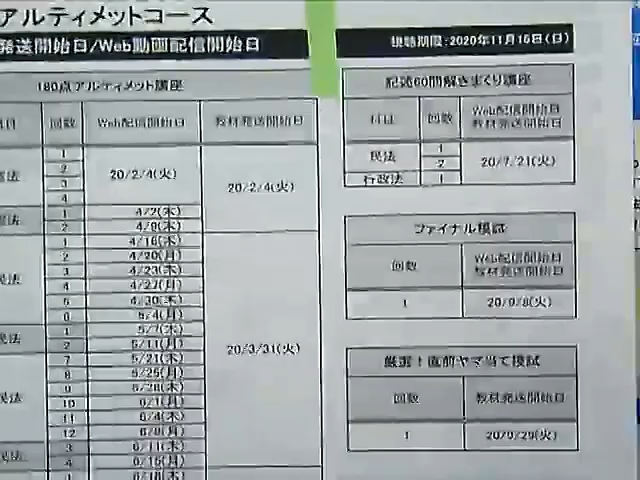 アルティメットコース
発送開始日/Web動画配信開始日
視聴期限:2020年11月15日(日)
180点アルティメット講座
回数 Web配信開始日 教材発送開始日
1
2
3
4
20/2/4(火) 20/2/4(火)
1 4/2(木)
2 4/9(木)
1 4/16(木)
2 4/20(月)
3 4/23(木)
4 4/27(月)
5 4/30(木)
6 5/4(月)
1 5/7(木)
2 5/11(月)
7 5/21(木)
8 5/25(月)
9 5/28(木)
10 6/1(月)
11 6/4(木)
12 6/8(月)
3 6/11(木)
4 6/15(月)
20/3/31(火)
記述60問解きまくり講座
科目 回数 Web配信開始日
教材発送開始日
民法 1
2
20/7/21(火)
行政法 1
ファイナル模試
回数 Web配信開始日
教材発送開始日
1 20/9/8(火)
厳選!直前ヤマ当て模試
回数 教材発送開始日
1 20/9/29(火)